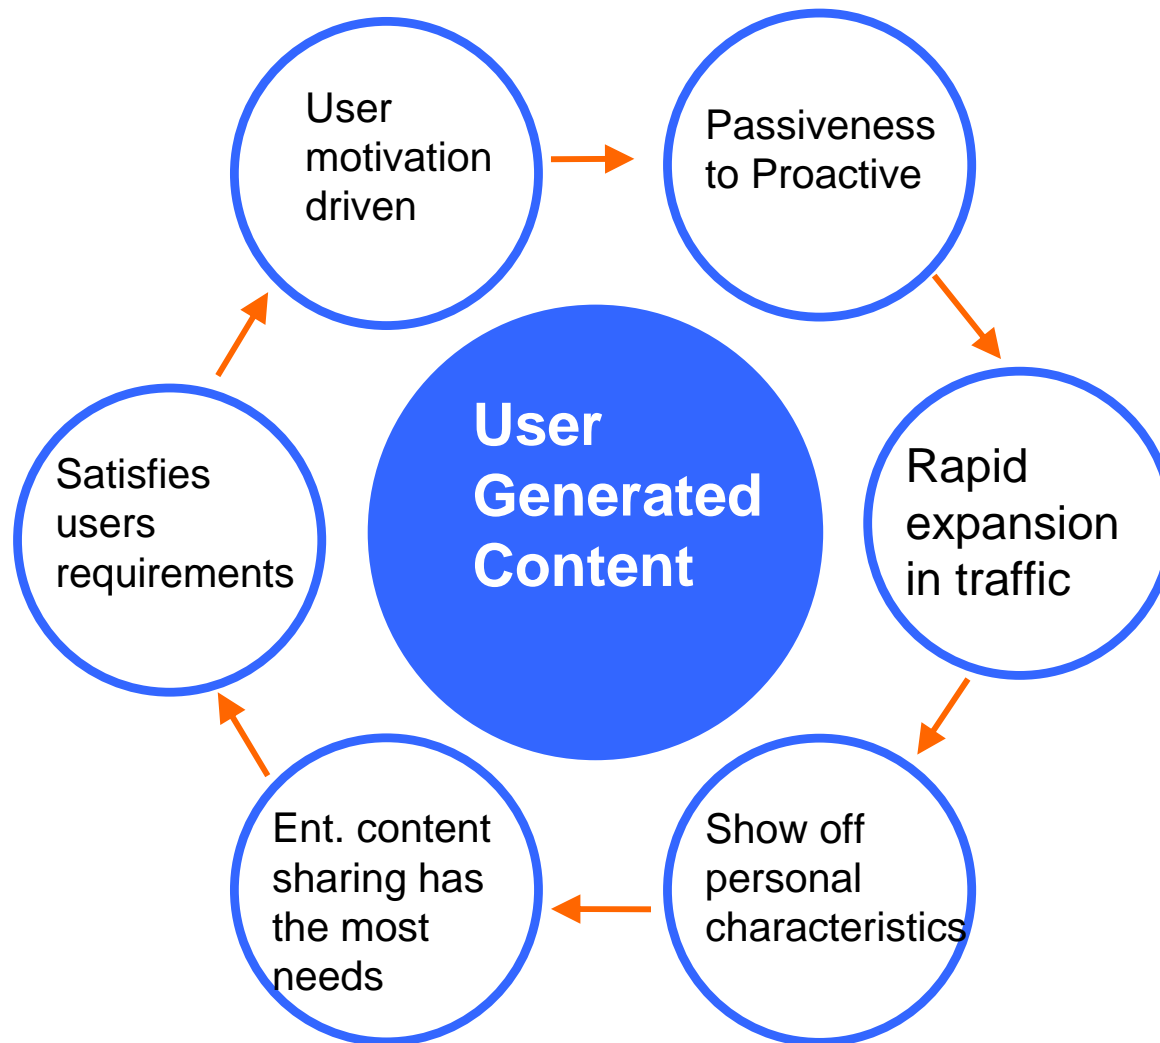 User
motivation
driven
Passiveness
to Proactive
User
Generated
Content
Rapid
expansion
in traffic
Satisfies
users
requirements
Show off
personal
characteristics
Ent. content
sharing has
the most
needs